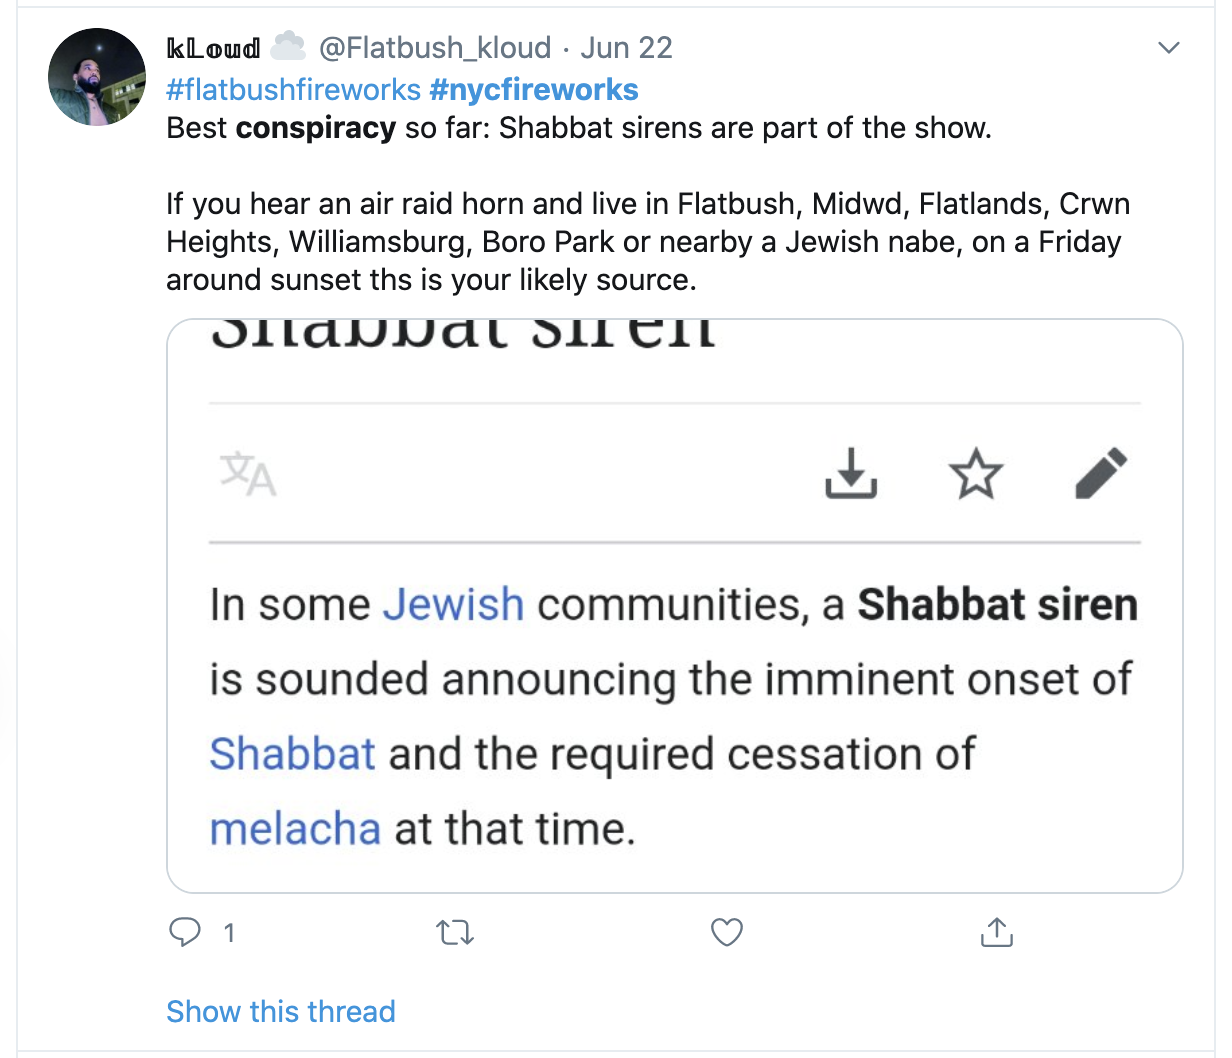 𝕜𝕃𝕠𝕦𝕕 ☁️ @Flatbush_kloud · Jun 22
#flatbushfireworks #nycfireworks
Best conspiracy so far: Shabbat sirens are part of the show.
If you hear an air raid horn and live in Flatbush, Midwd, Flatlands, Crwn
Heights, Williamsburg, Boro Park or nearby a Jewish nabe, on a Friday
around sunset ths is your likely source.
Shabbat siren
文A
In some Jewish communities, a Shabbat siren
is sounded announcing the imminent onset of
Shabbat and the required cessation of
melacha at that time.
1
Show this thread